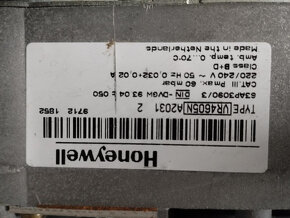 Honeywell
TYPE VR4605N A2031 2 9712 1852
63AP3090/3 DIN -DVGW 93 04 050
CAT.III Pmax. 60 mbar
220/240 V ~ 50 Hz 0,032+0,02 A
Class B+D
Amb. temp. 0..70°C
Made in the Netherlands